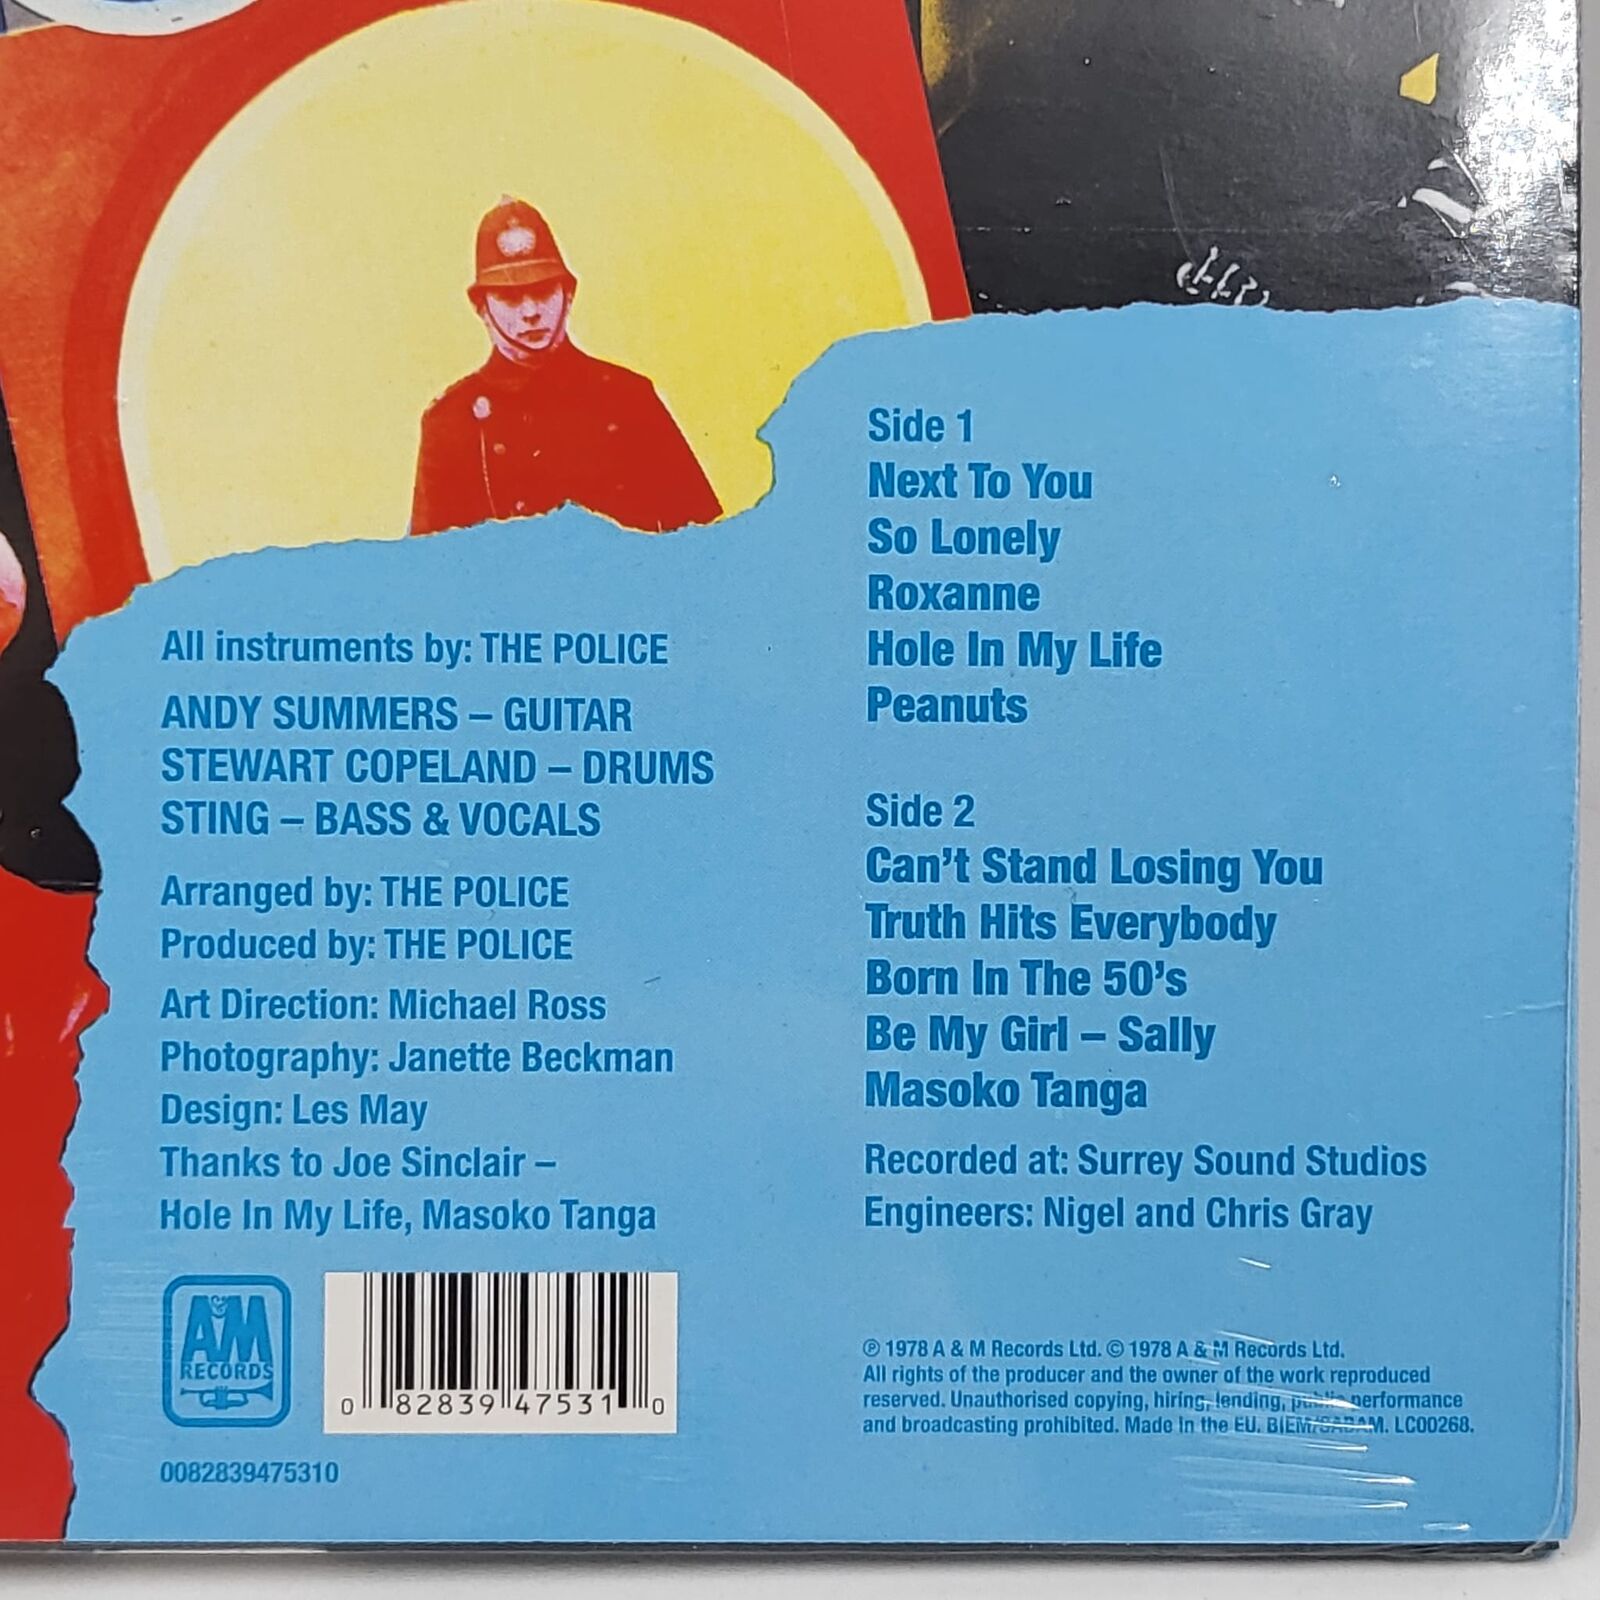 All instruments by: THE POLICE
ANDY SUMMERS – GUITAR
STEWART COPELAND – DRUMS
STING – BASS & VOCALS
Arranged by: THE POLICE
Produced by: THE POLICE
Art Direction: Michael Ross
Photography: Janette Beckman
Design: Les May
Thanks to Joe Sinclair –
Hole In My Life, Masoko Tanga
A&M
RECORDS
0 82839 47531 0
0082839475310
Side 1
Next To You
So Lonely
Roxanne
Hole In My Life
Peanuts
Side 2
Can't Stand Losing You
Truth Hits Everybody
Born In The 50's
Be My Girl – Sally
Masoko Tanga
Recorded at: Surrey Sound Studios
Engineers: Nigel and Chris Gray
℗ 1978 A & M Records Ltd. © 1978 A & M Records Ltd.
All rights of the producer and the owner of the work reproduced
reserved. Unauthorised copying, hiring, lending, public performance
and broadcasting prohibited. Made in the EU. BIEM/SABAM. LC00268.